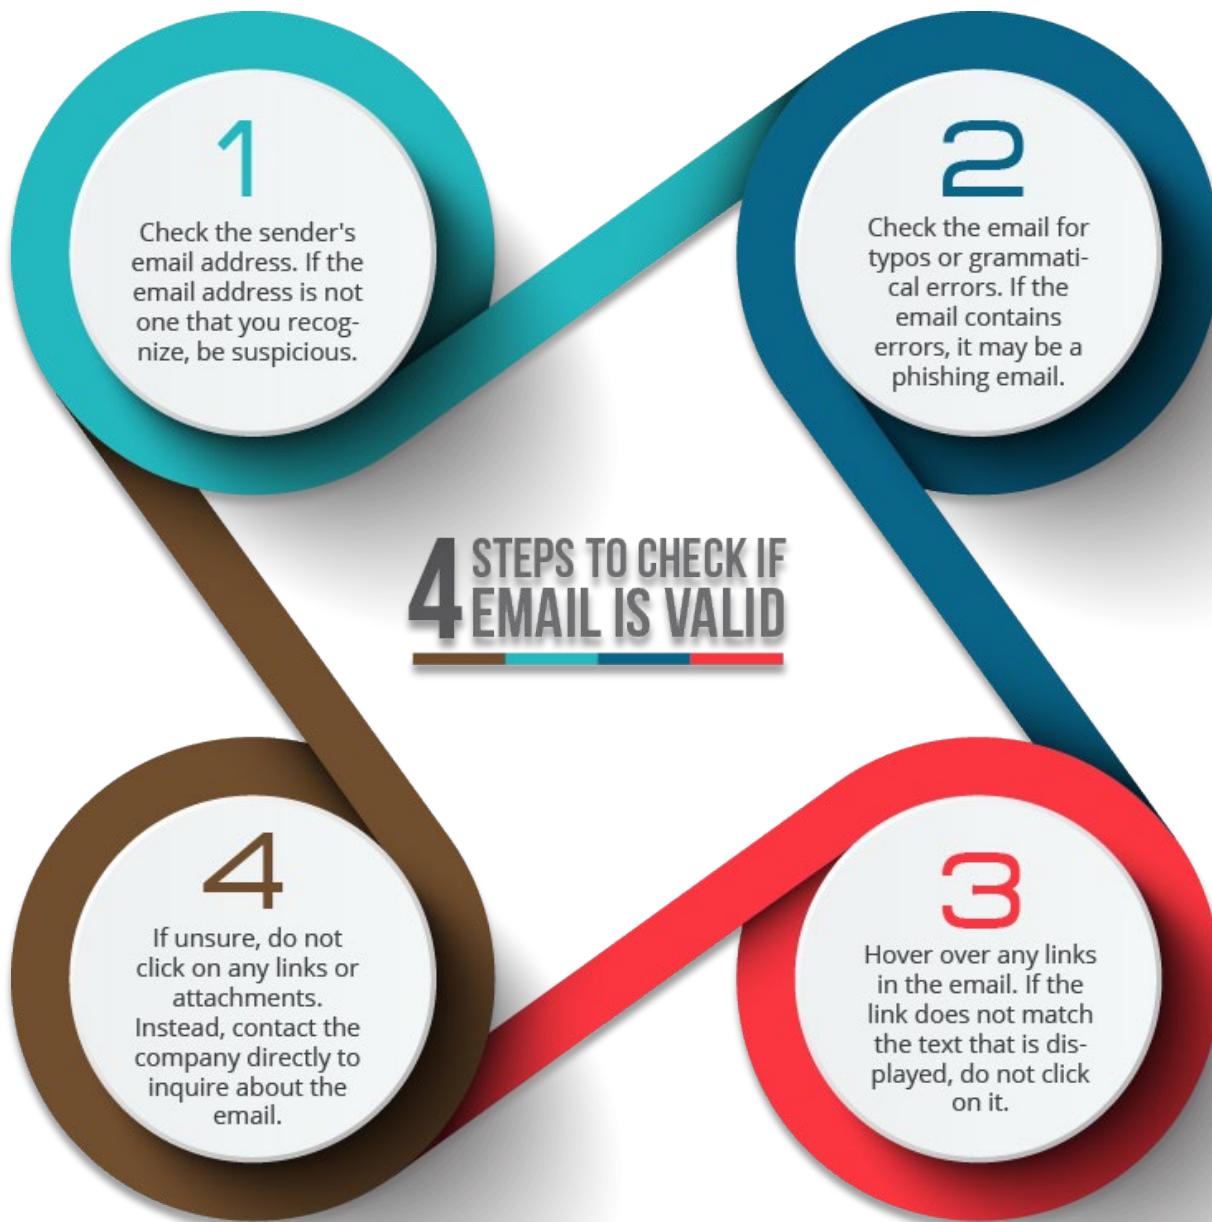 1
Check the sender's
email address. If the
email address is not
one that you recog-
nize, be suspicious.
2
Check the email for
typos or grammati-
cal errors. If the
email contains
errors, it may be a
phishing email.
4 STEPS TO CHECK IF
EMAIL IS VALID
3
Hover over any links
in the email. If the
link does not match
the text that is dis-
played, do not click
on it.
4
If unsure, do not
click on any links or
attachments.
Instead, contact the
company directly to
inquire about the
email.